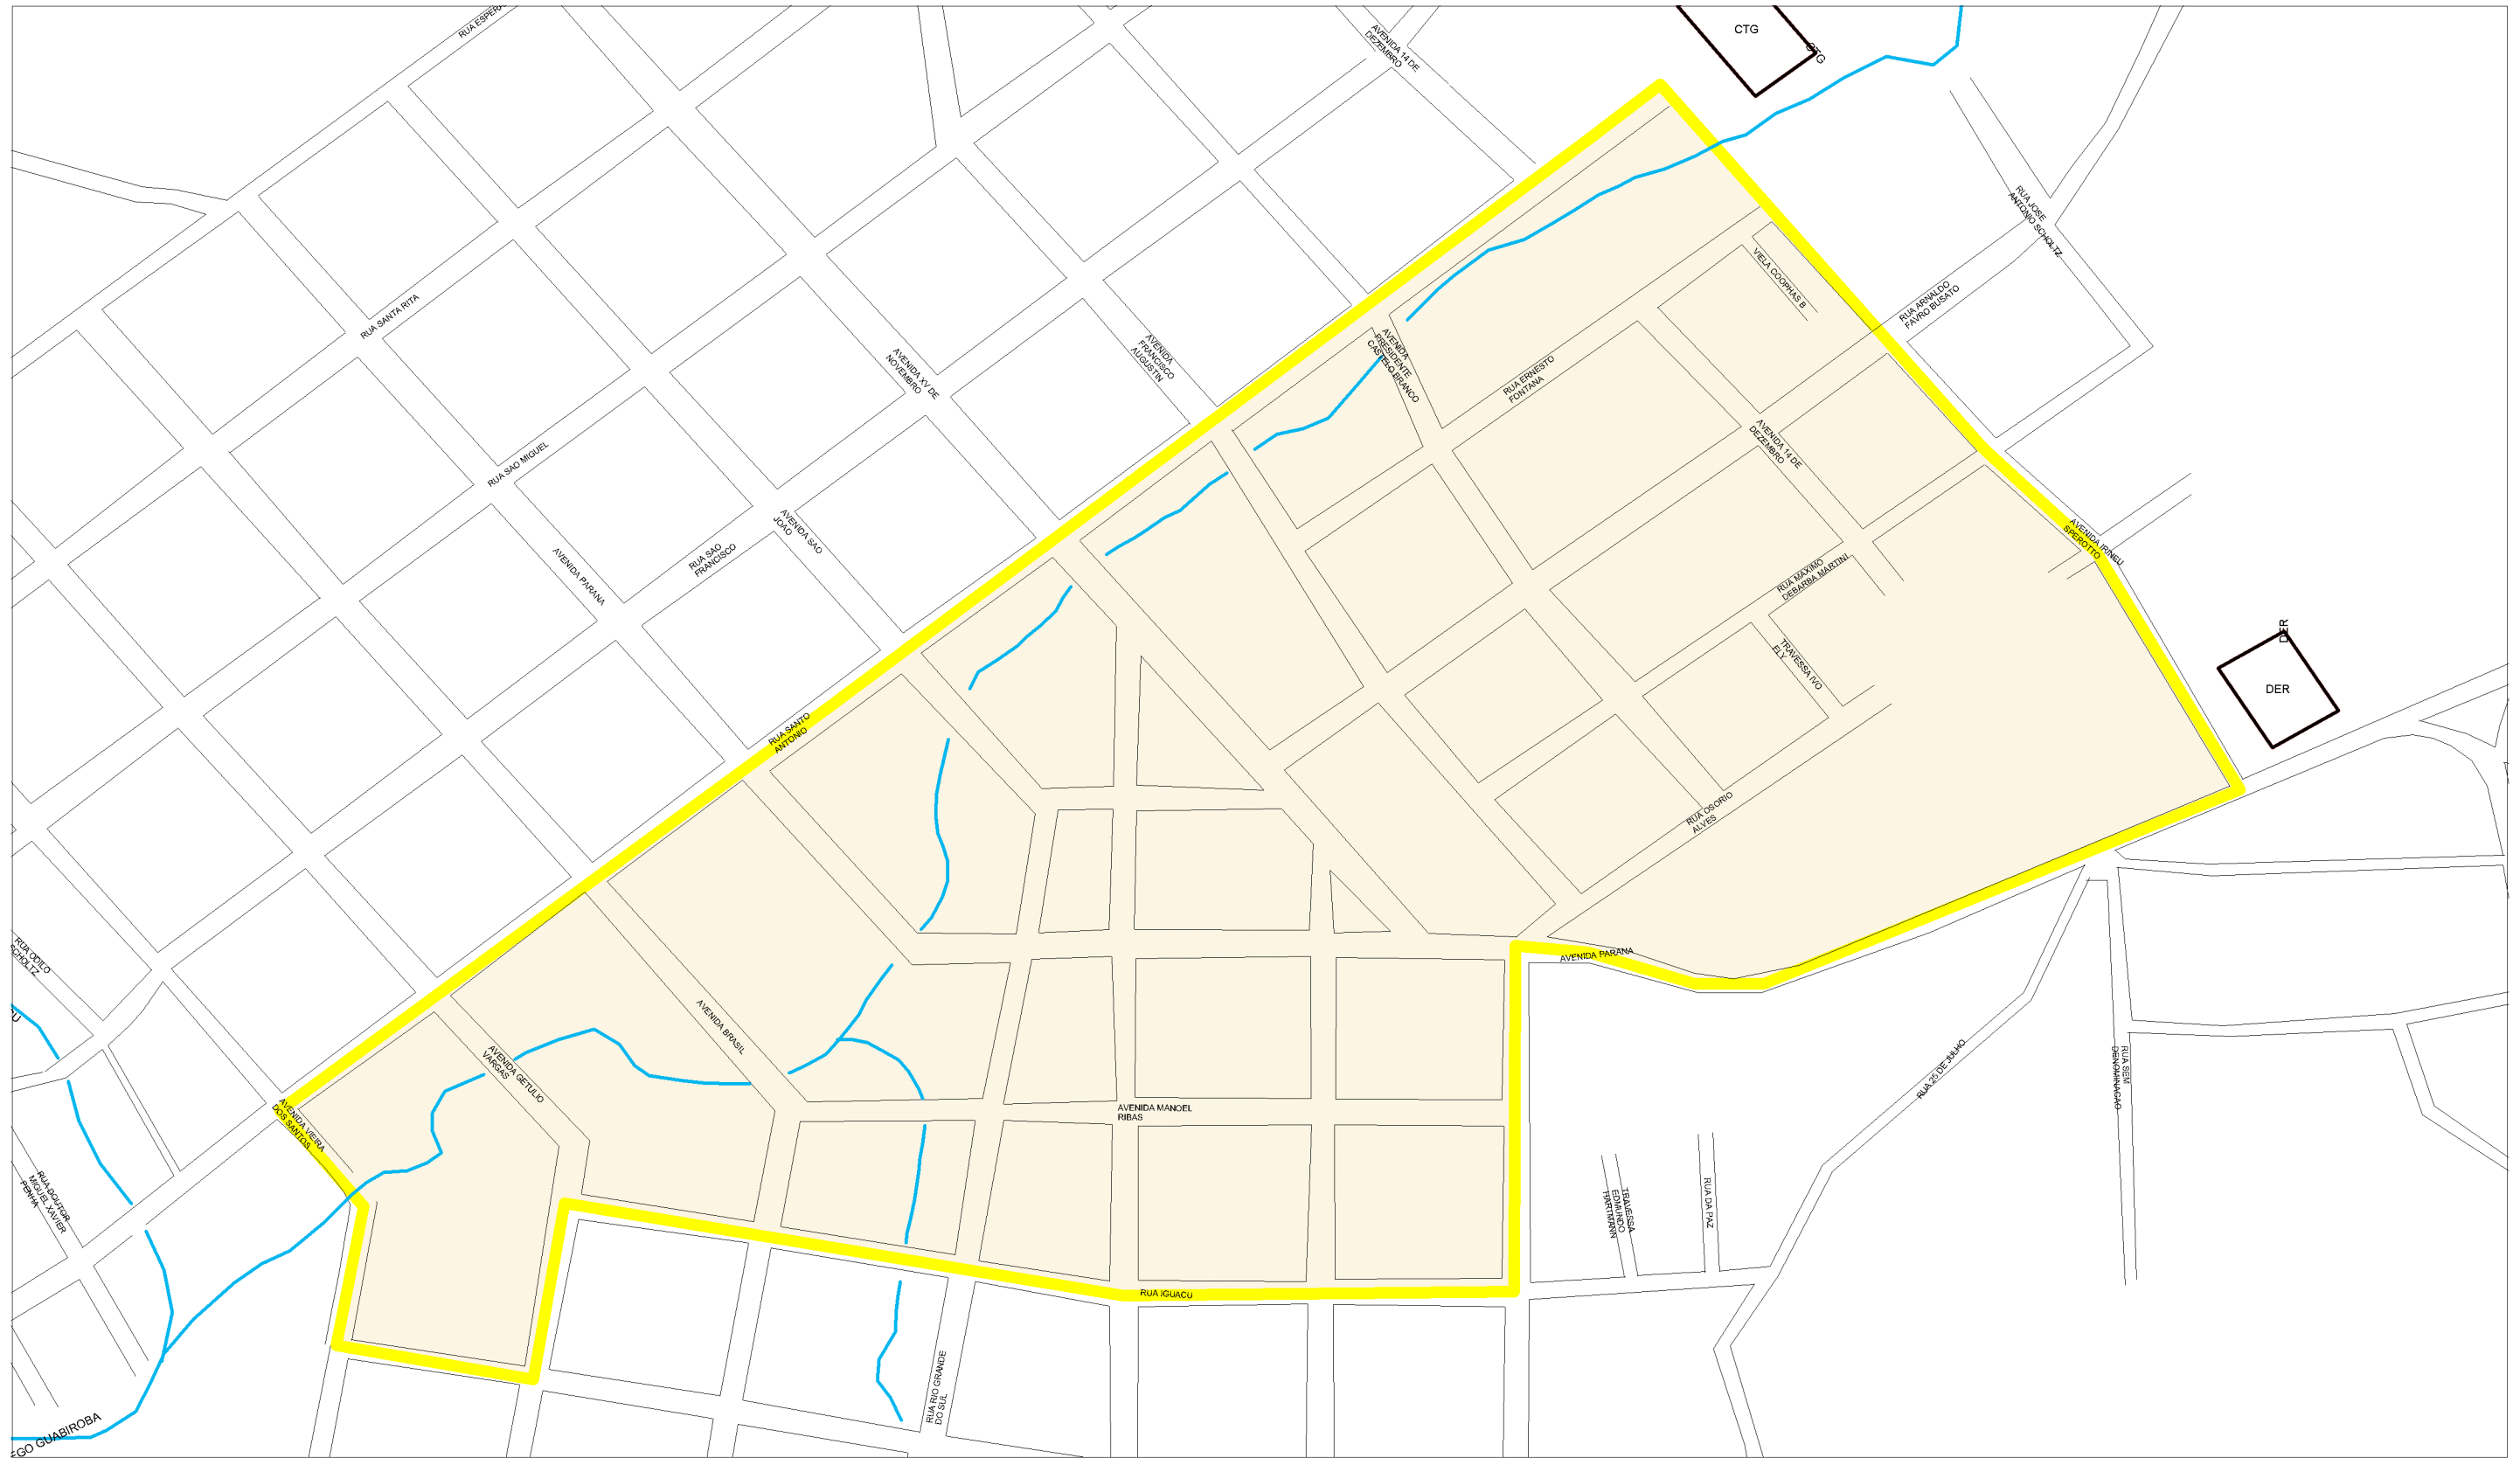 RUA ESPERA
AVENIDA 14 DE
DEZEMBRO
CTG
CTG
RUA JOSE
ANTONIO SCHOLTZ
VIELA COOPHAS B
RUA ARNALDO
FAVRO BUSATO
RUA SANTA RITA
AVENIDA XV DE
NOVEMBRO
AVENIDA
FRANCISCO
AUGUSTIN
AVENIDA
PRESIDENTE
CASTELO BRANCO
RUA ERNESTO
FONTANA
AVENIDA 14 DE
DEZEMBRO
RUA SAO MIGUEL
AVENIDA SAO
JOAO
RUA SAO
FRANCISCO
AVENIDA PARANA
AVENIDA IRINEU
SPEROTTO
RUA MAXIMO
DEBARBA MARTINI
TRAVESSA IVO
ELY
DER
DER
RUA SANTO
ANTONIO
RUA OSORIO
ALVES
RUA ODILO
SCHOLTZ
AVENIDA PARANA
AVENIDA BRASIL
AVENIDA GETULIO
VARGAS
AVENIDA VIEIRA
DOS SANTOS
AVENIDA MANOEL
RIBAS
RUA 25 DE JULHO
RUA SEM
DENOMINACAO
RUA DOUTOR
MIGUEL XAVIER
PENHA
TRAVESSA
EDMUNDO
HARTMANN
RUA DA PAZ
RUA IGUACU
RUA RIO GRANDE
DO SUL
EGO GUABIROBA